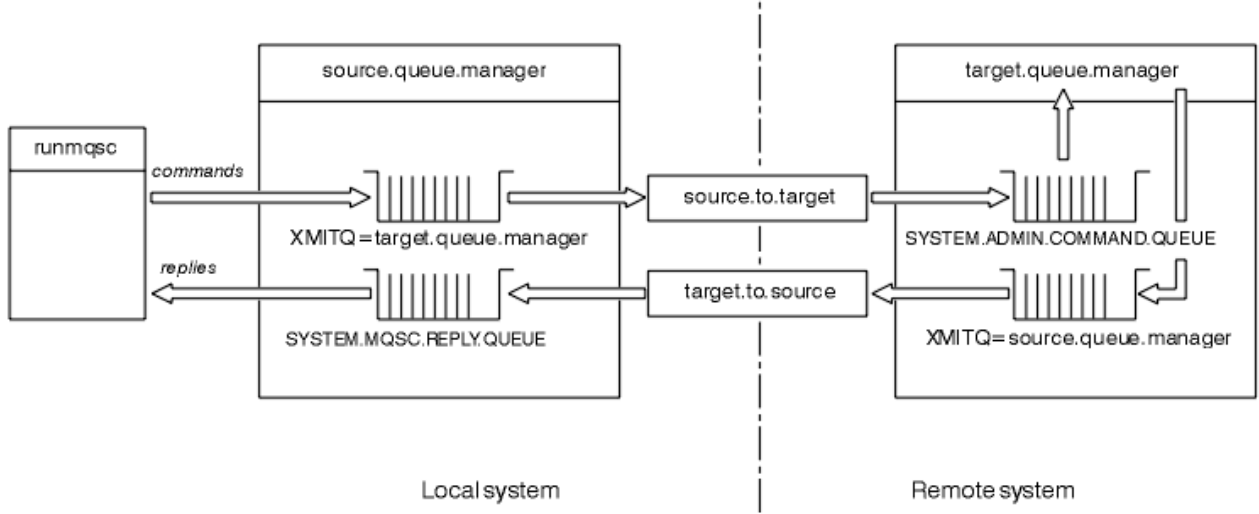 source.queue.manager
target.queue.manager
runmqsc
commands
source.to.target
XMITQ=target.queue.manager
SYSTEM.ADMIN.COMMAND.QUEUE
replies
target.to.source
SYSTEM.MQSC.REPLY.QUEUE
XMITQ=source.queue.manager
Local system
Remote system